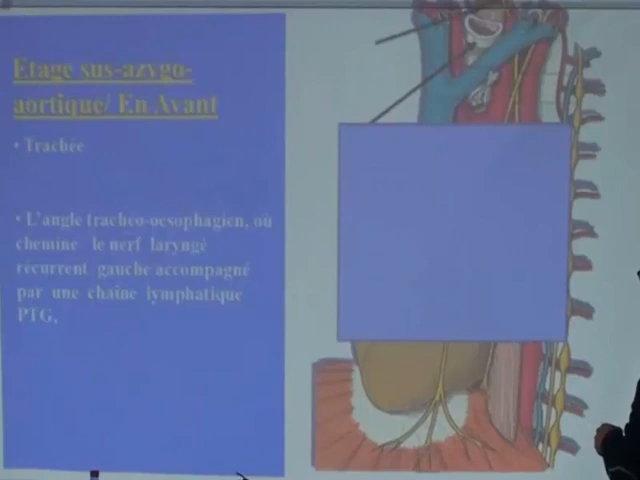 Etage sus-azygo-
aortique/ En Avant
• Trachée
• L'angle tracheo-oesophagien, où
chemine le nerf laryngé
récurrent gauche accompagné
par une chaine lymphatique
PTG,